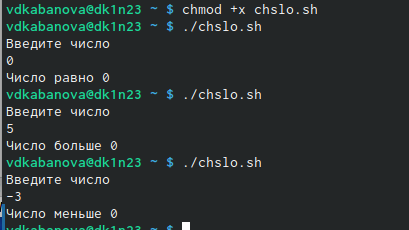 vdkabanova@dk1n23 ~ $ chmod +x chslo.sh
vdkabanova@dk1n23 ~ $ ./chslo.sh
Введите число
0
Число равно 0
vdkabanova@dk1n23 ~ $ ./chslo.sh
Введите число
5
Число больше 0
vdkabanova@dk1n23 ~ $ ./chslo.sh
Введите число
-3
Число меньше 0
vdkabanova@dk1n23 ~ $